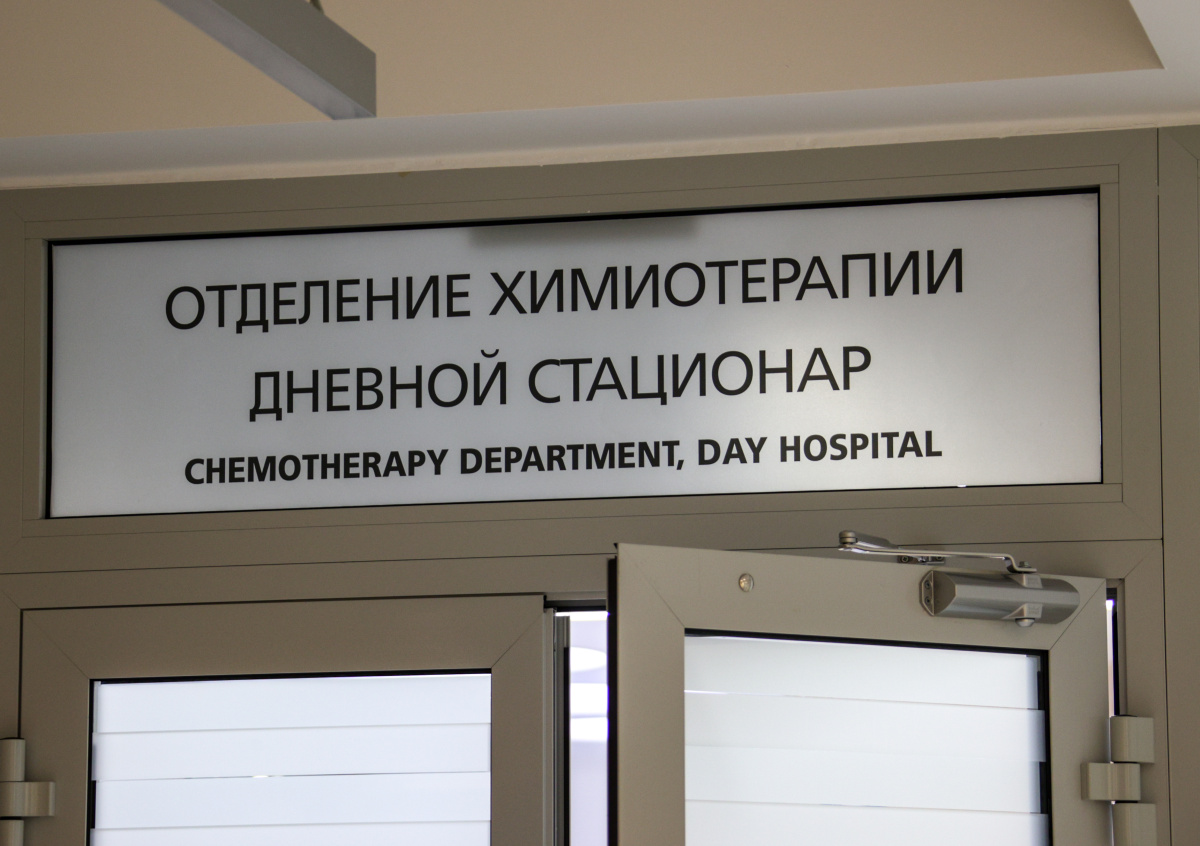 ОТДЕЛЕНИЕ ХИМИОТЕРАПИИ
ДНЕВНОЙ СТАЦИОНАР
CHEMOTHERAPY DEPARTMENT, DAY HOSPITAL